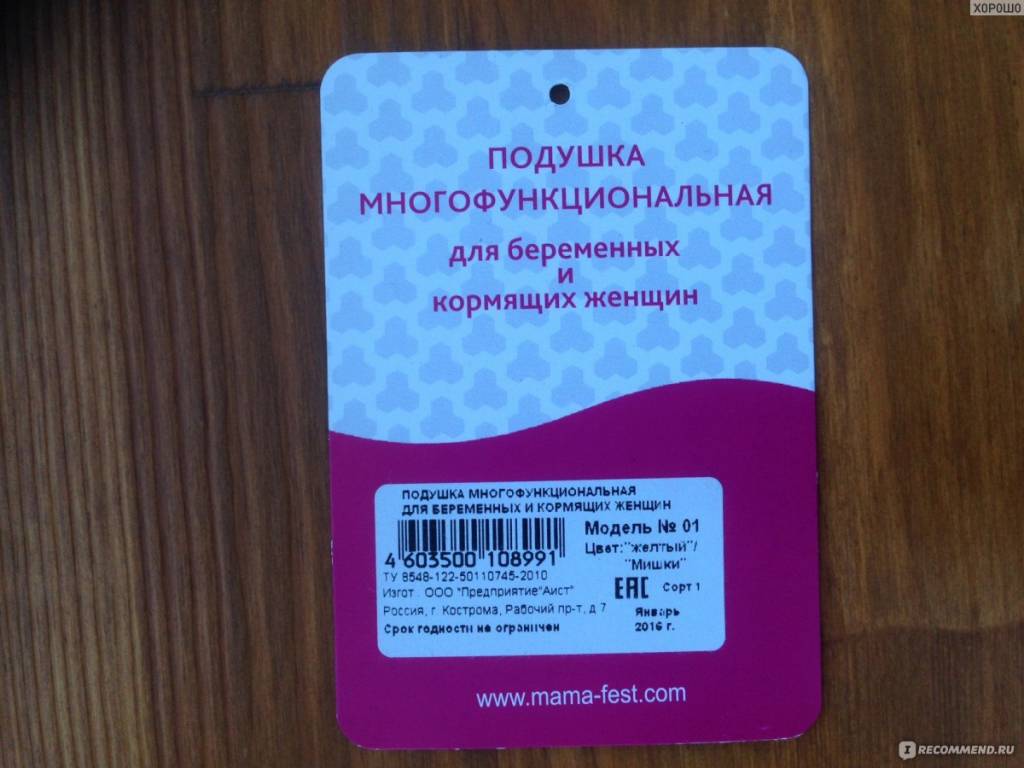 ХОРОШО
ПОДУШКА
МНОГОФУНКЦИОНАЛЬНАЯ
для беременных
и
кормящих женщин
ПОДУШКА МНОГОФУНКЦИОНАЛЬНАЯ
ДЛЯ БЕРЕМЕННЫХ И КОРМЯЩИХ ЖЕНЩИН
Модель № 01
Цвет:"желтый"/
"Мишки"
4 603500 108991
ТУ 8548-122-50110745-2010
EAC Сорт 1
Изгот . ООО "Предприятие"Аист"
Россия, г. Кострома, Рабочий пр-т, д 7
Январь
2016 г.
Срок годности не ограничен
www.mama-fest.com
IRECOMMEND.RU